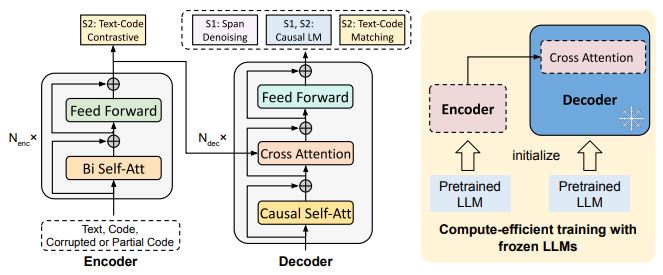 S2: Text-Code
Contrastive
Feed Forward
N enc ×
Bi Self-Att
Text, Code,
Corrupted or Partial Code
Encoder
S1: Span
Denoising
S1, S2:
Causal LM
S2: Text-Code
Matching
Feed Forward
N dec ×
Cross Attention
Causal Self-Att
Decoder
Cross Attention
Encoder
Decoder
initialize
Pretrained
LLM
Pretrained
LLM
Compute-efficient training with
frozen LLMs